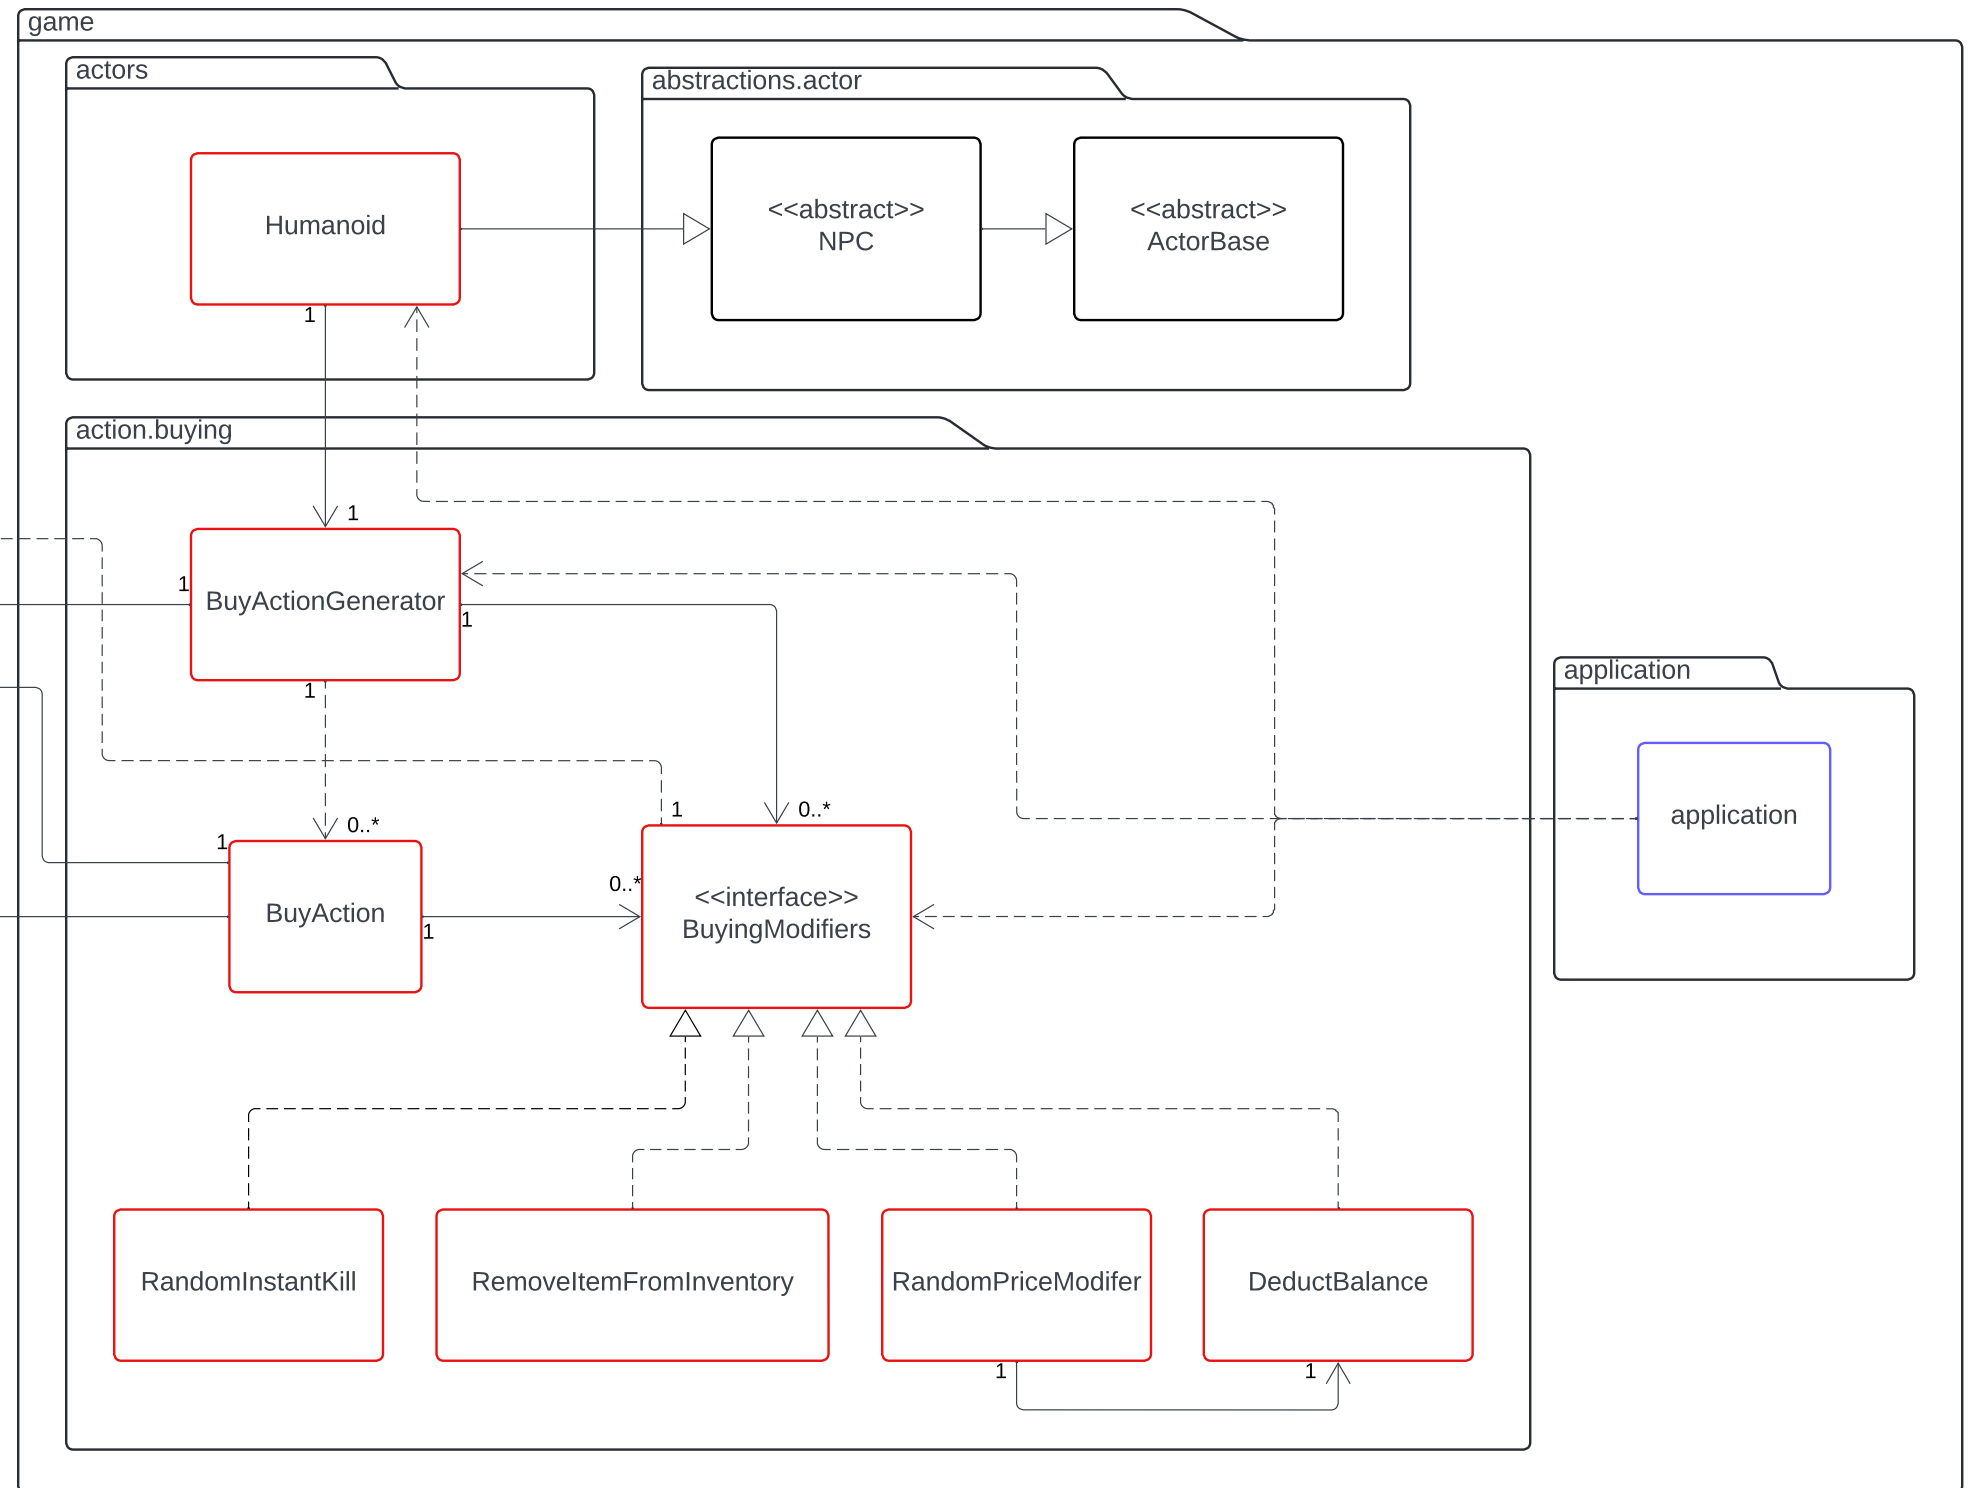 game
actors
abstractions.actor
Humanoid
<<abstract>>
NPC
<<abstract>>
ActorBase
1
action.buying
1
1
BuyActionGenerator
1
1
application
application
1
0..*
0..*
1
0..*
<<interface>>
BuyingModifiers
BuyAction
1
RandomInstantKill
RemoveItemFromInventory
RandomPriceModifer
DeductBalance
1
1